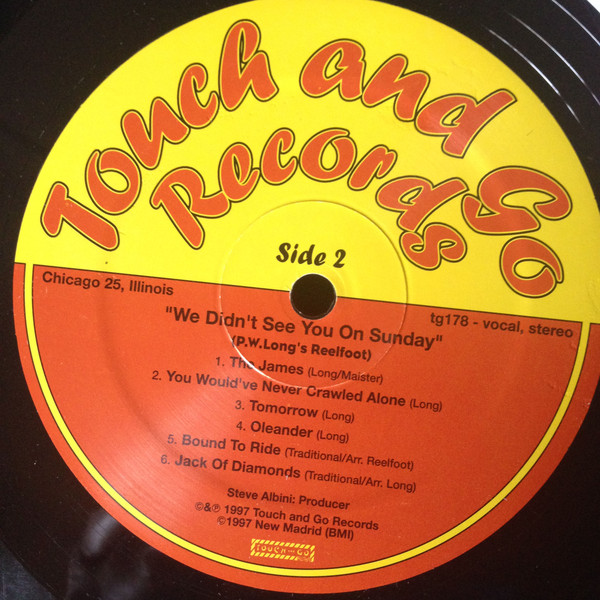 Touch and Go
Records
Side 2
Chicago 25, Illinois
tg178 - vocal, stereo
"We Didn't See You On Sunday"
(P.W.Long's Reelfoot)
1. The James (Long/Maister)
2. You Would've Never Crawled Alone (Long)
3. Tomorrow (Long)
4. Oleander (Long)
5. Bound To Ride (Traditional/Arr. Reelfoot)
6. Jack Of Diamonds (Traditional/Arr. Long)
Steve Albini: Producer
©&℗ 1997 Touch and Go Records
©1997 New Madrid (BMI)
TOUCH AND GO